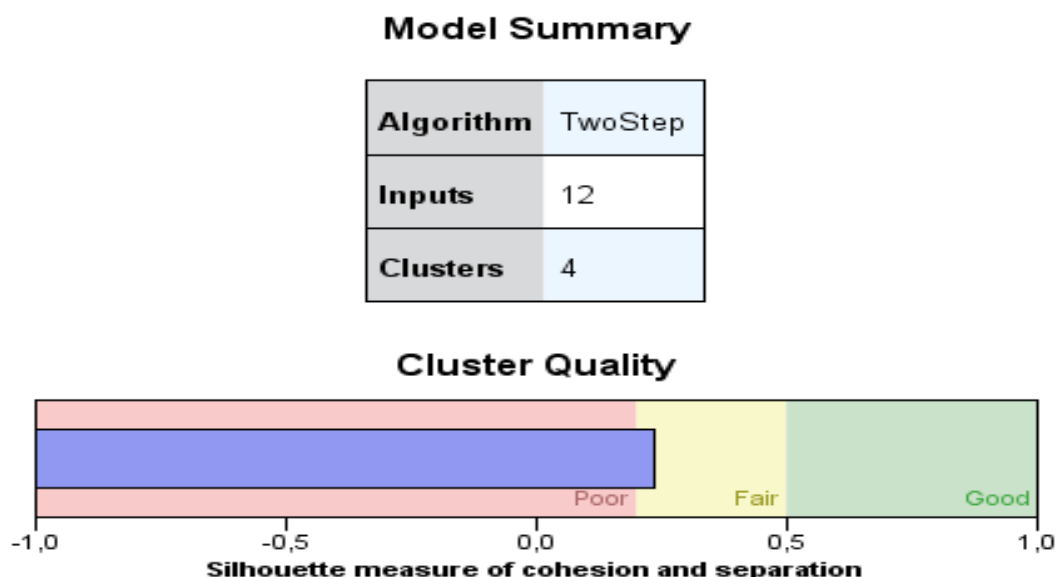 Model Summary
Algorithm TwoStep
Inputs 12
Clusters 4
Cluster Quality
Poor Fair Good
-1,0 -0,5 0,0 0,5 1,0
Silhouette measure of cohesion and separation